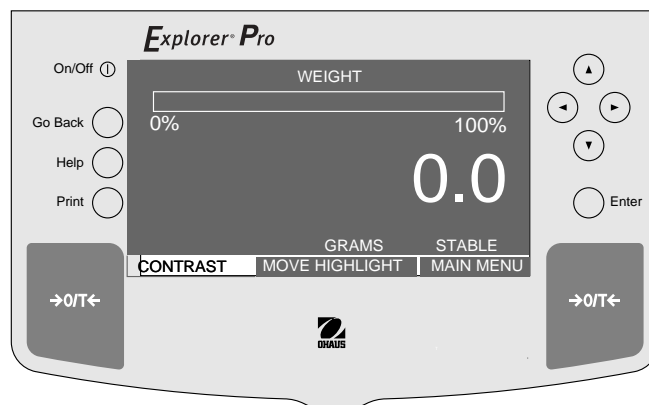 Explorer® Pro
On/Off
WEIGHT
0% 100%
Go Back
Help
0.0
Print
Enter
GRAMS STABLE
CONTRAST MOVE HIGHLIGHT MAIN MENU
→0/T← →0/T←
OHAUS